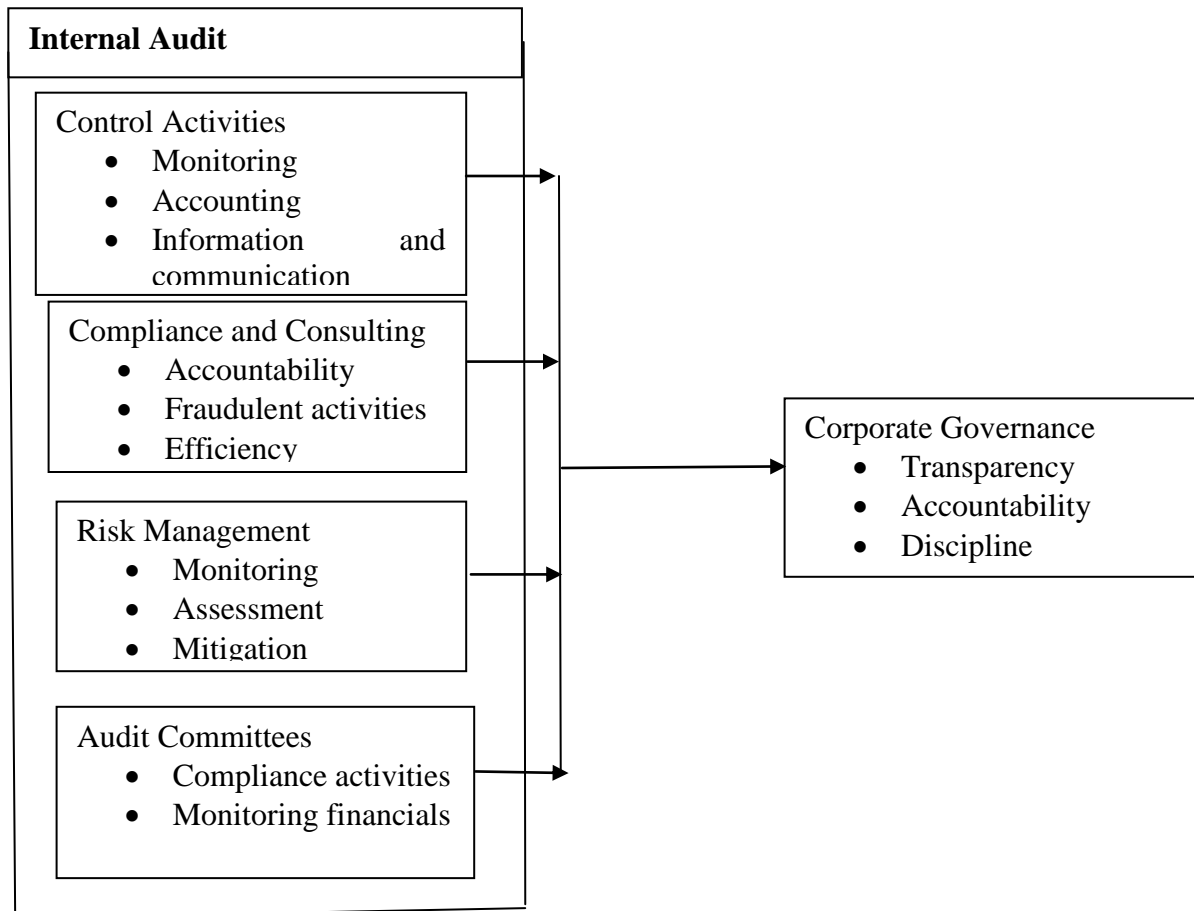 Internal Audit
Control Activities
• Monitoring
• Accounting
• Information and
communication
Compliance and Consulting
• Accountability
• Fraudulent activities
• Efficiency
Risk Management
• Monitoring
• Assessment
• Mitigation
Audit Committees
• Compliance activities
• Monitoring financials
Corporate Governance
• Transparency
• Accountability
• Discipline